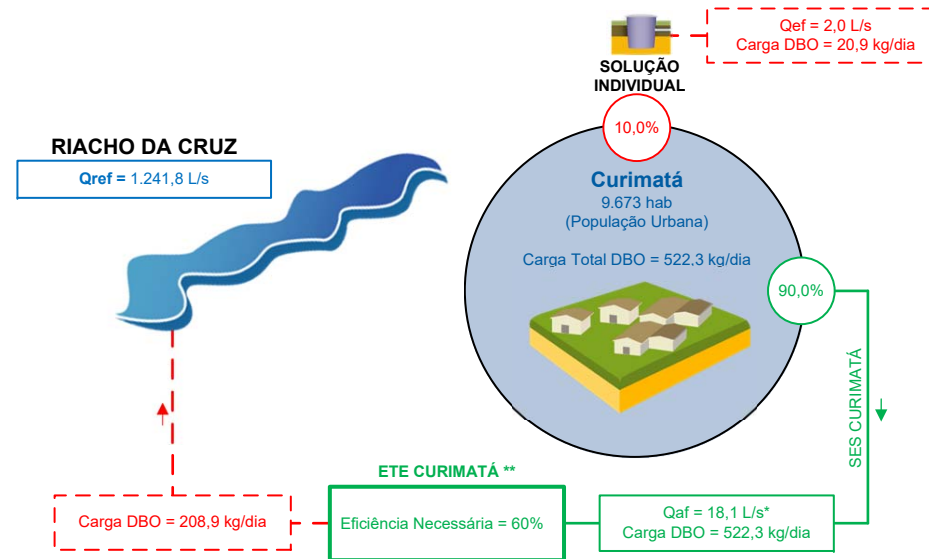 Qef = 2,0 L/s
Carga DBO = 20,9 kg/dia
SOLUÇÃO
INDIVIDUAL
10,0%
RIACHO DA CRUZ
Qref = 1.241,8 L/s
Curimatá
9.673 hab
(População Urbana)
Carga Total DBO = 522,3 kg/dia
90,0%
SES CURIMATÁ
ETE CURIMATÁ **
Carga DBO = 208,9 kg/dia
Eficiência Necessária = 60%
Qaf = 18,1 L/s*
Carga DBO = 522,3 kg/dia